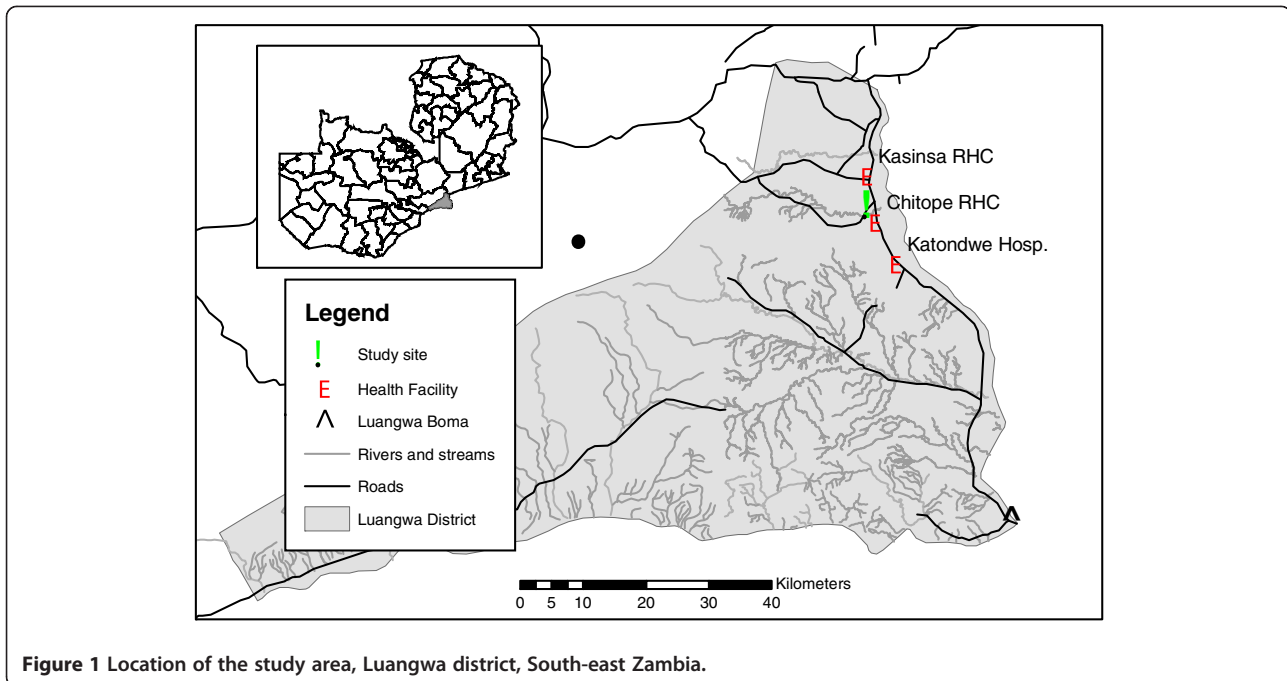 Kasinsa RHC
E
Chitope RHC
E
Katondwe Hosp.
E
Legend
! Study site
E Health Facility
^ Luangwa Boma
Rivers and streams
Roads
Luangwa District
^
Kilometers
0 5 10 20 30 40
Figure 1 Location of the study area, Luangwa district, South-east Zambia.